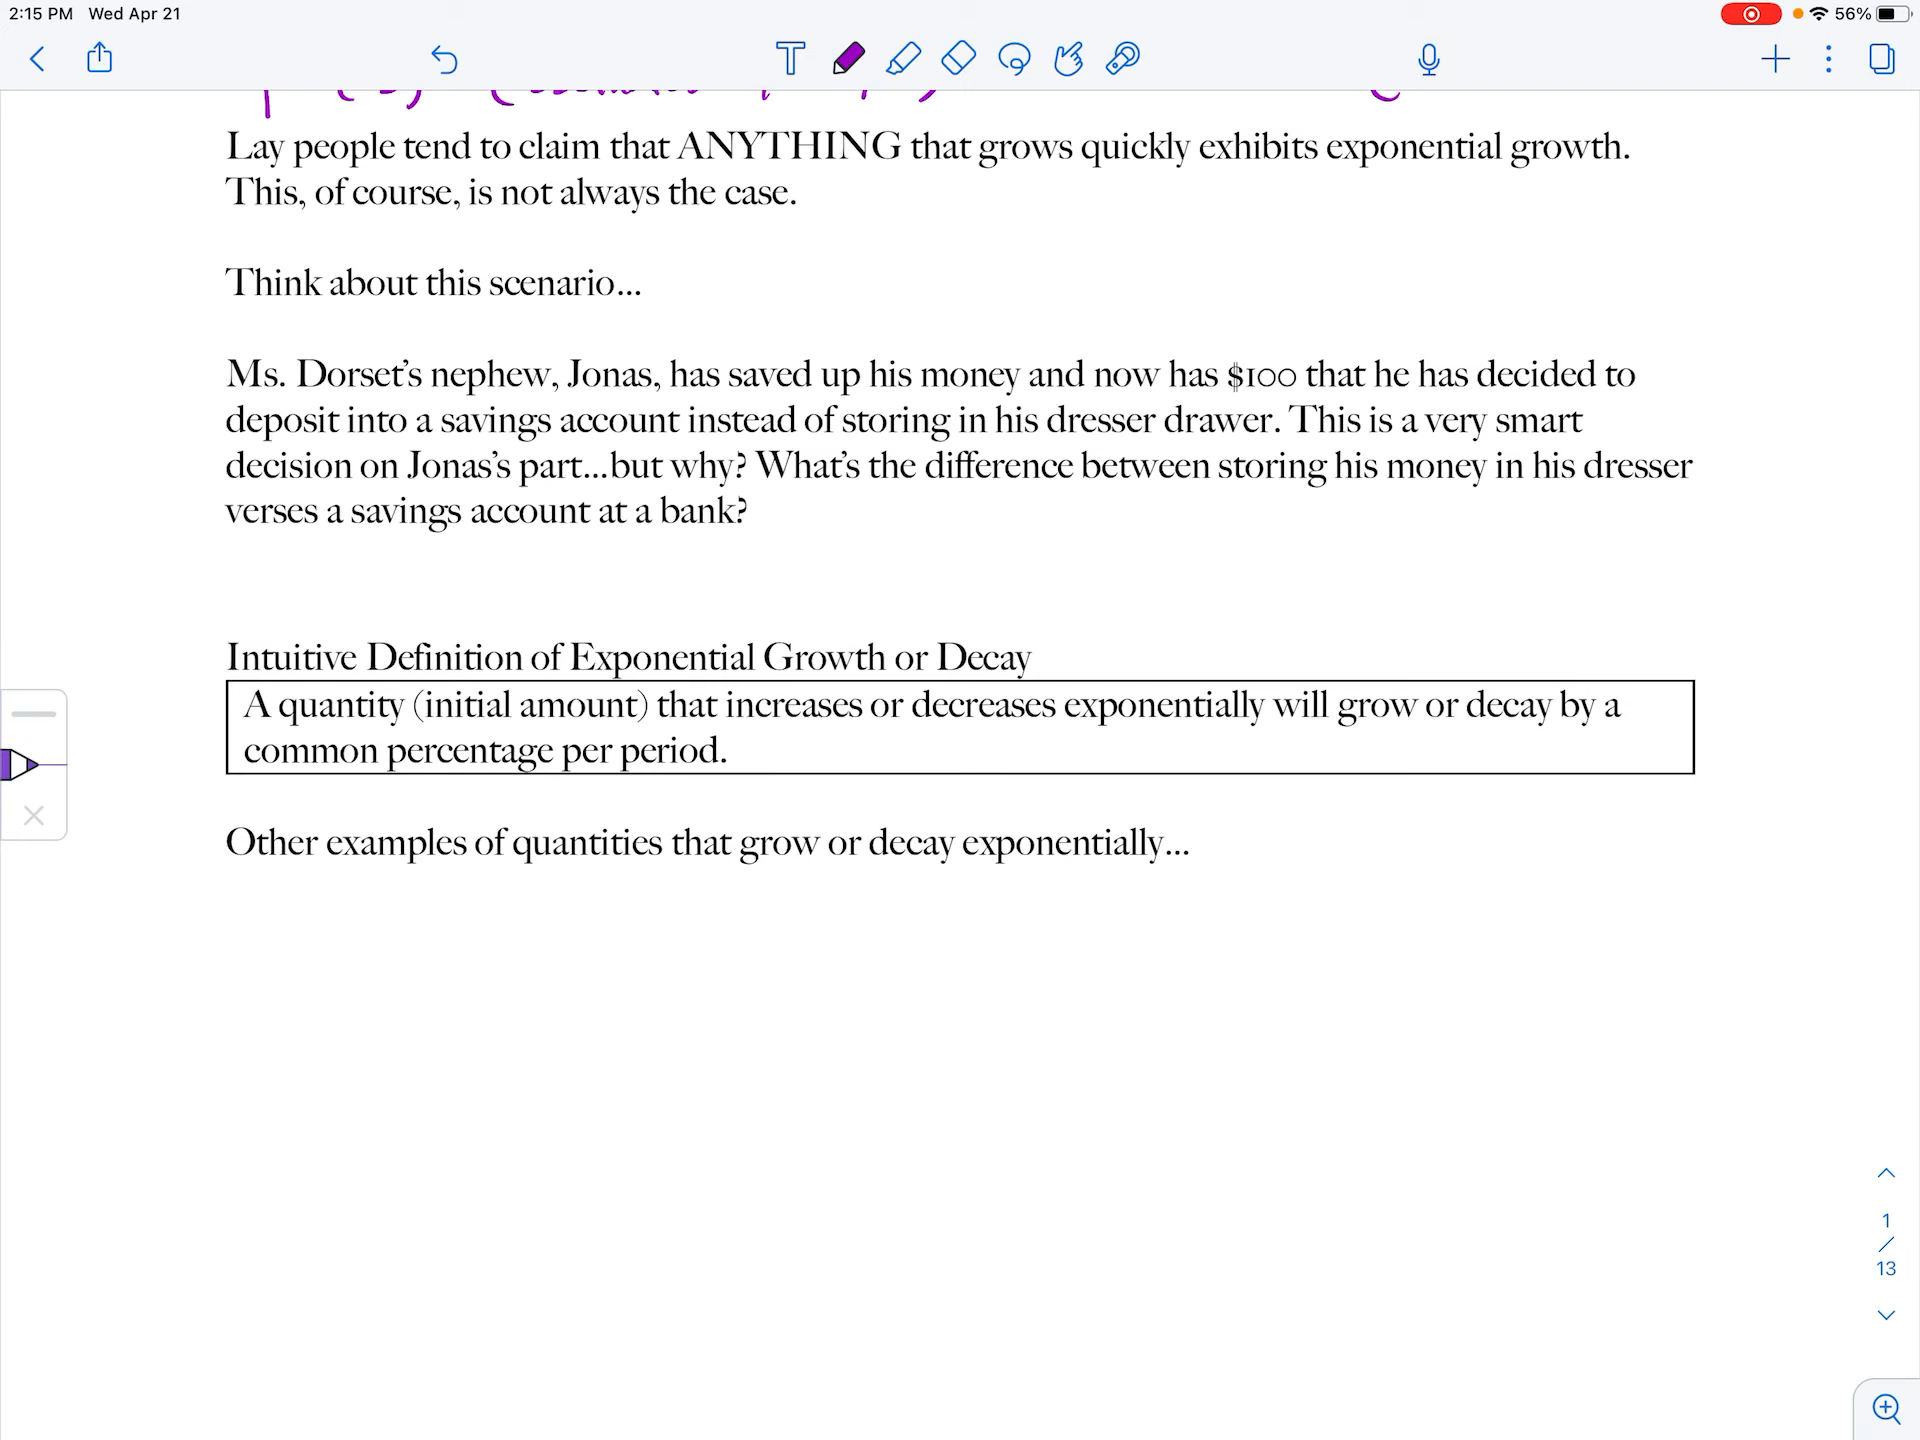 2:15 PM Wed Apr 21
56%
Lay people tend to claim that ANYTHING that grows quickly exhibits exponential growth.
This, of course, is not always the case.
Think about this scenario...
Ms. Dorset's nephew, Jonas, has saved up his money and now has $100 that he has decided to
deposit into a savings account instead of storing in his dresser drawer. This is a very smart
decision on Jonas's part...but why? What's the difference between storing his money in his dresser
verses a savings account at a bank?
Intuitive Definition of Exponential Growth or Decay
A quantity (initial amount) that increases or decreases exponentially will grow or decay by a
common percentage per period.
Other examples of quantities that grow or decay exponentially...
1
/
13